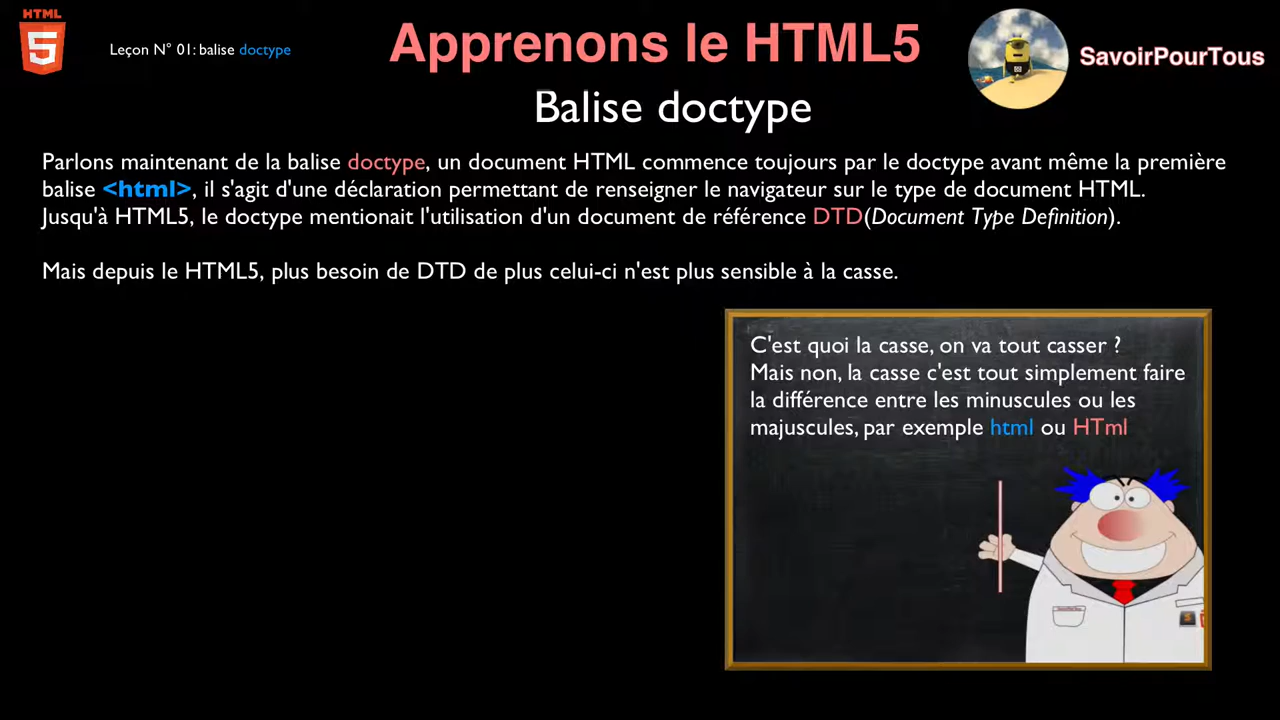 HTML
5
Leçon N° 01: balise doctype
Apprenons le HTML5
SavoirPourTous
Balise doctype
Parlons maintenant de la balise doctype, un document HTML commence toujours par le doctype avant même la première
balise <html>, il s'agit d'une déclaration permettant de renseigner le navigateur sur le type de document HTML.
Jusqu'à HTML5, le doctype mentionait l'utilisation d'un document de référence DTD(Document Type Definition).
Mais depuis le HTML5, plus besoin de DTD de plus celui-ci n'est plus sensible à la casse.
C'est quoi la casse, on va tout casser ?
Mais non, la casse c'est tout simplement faire
la différence entre les minuscules ou les
majuscules, par exemple html ou HTml